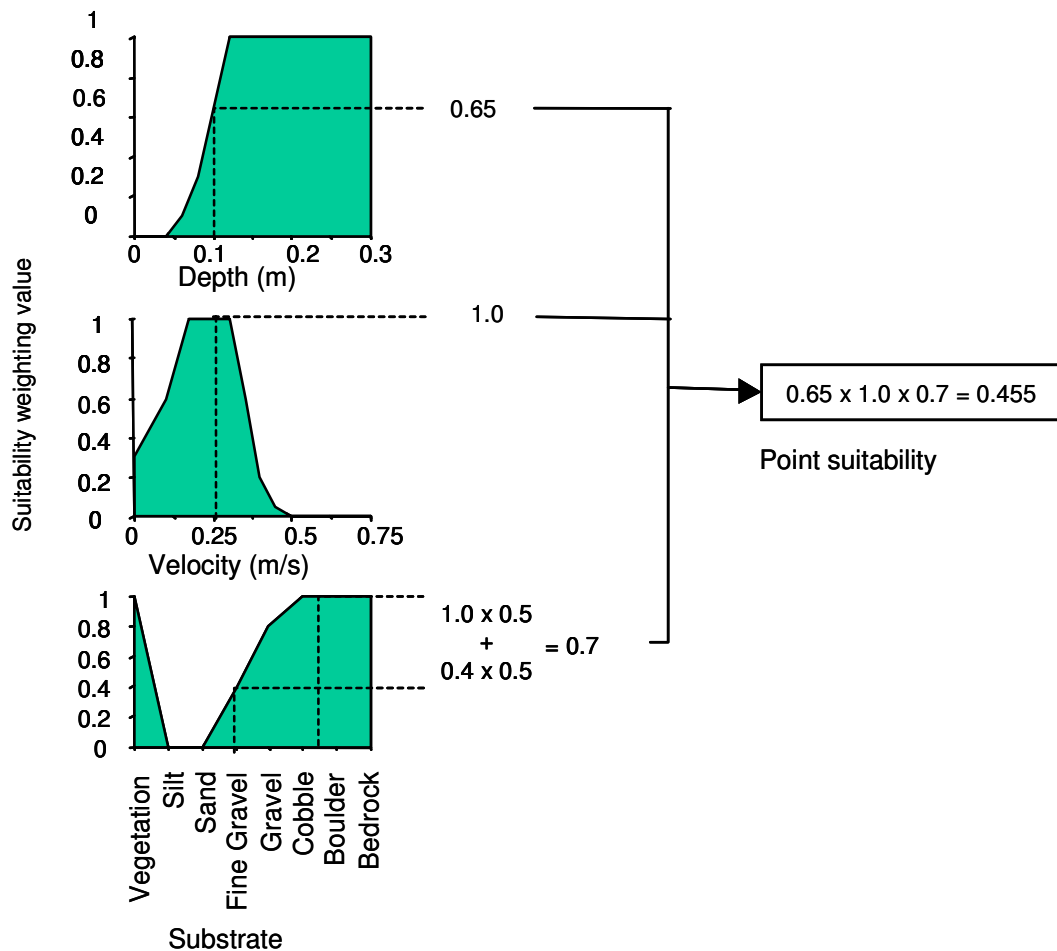 Suitability weighting value
1
0.8
0.6
0.4
0.2
0
0
0.1
0.2
0.3
Depth (m)
0.65
1
0.8
0.6
0.4
0.2
0
0
0.25
0.5
0.75
Velocity (m/s)
1.0
0.65 x 1.0 x 0.7 = 0.455
Point suitability
1
0.8
0.6
0.4
0.2
0
1.0 x 0.5
+
0.4 x 0.5
= 0.7
Vegetation
Silt
Sand
Fine Gravel
Gravel
Cobble
Boulder
Bedrock
Substrate